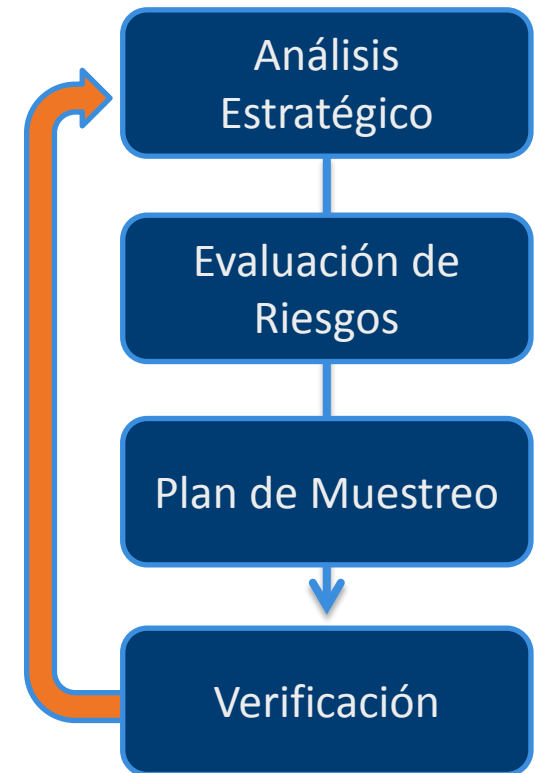 Análisis
Estratégico
Evaluación de
Riesgos
Plan de Muestreo
Verificación